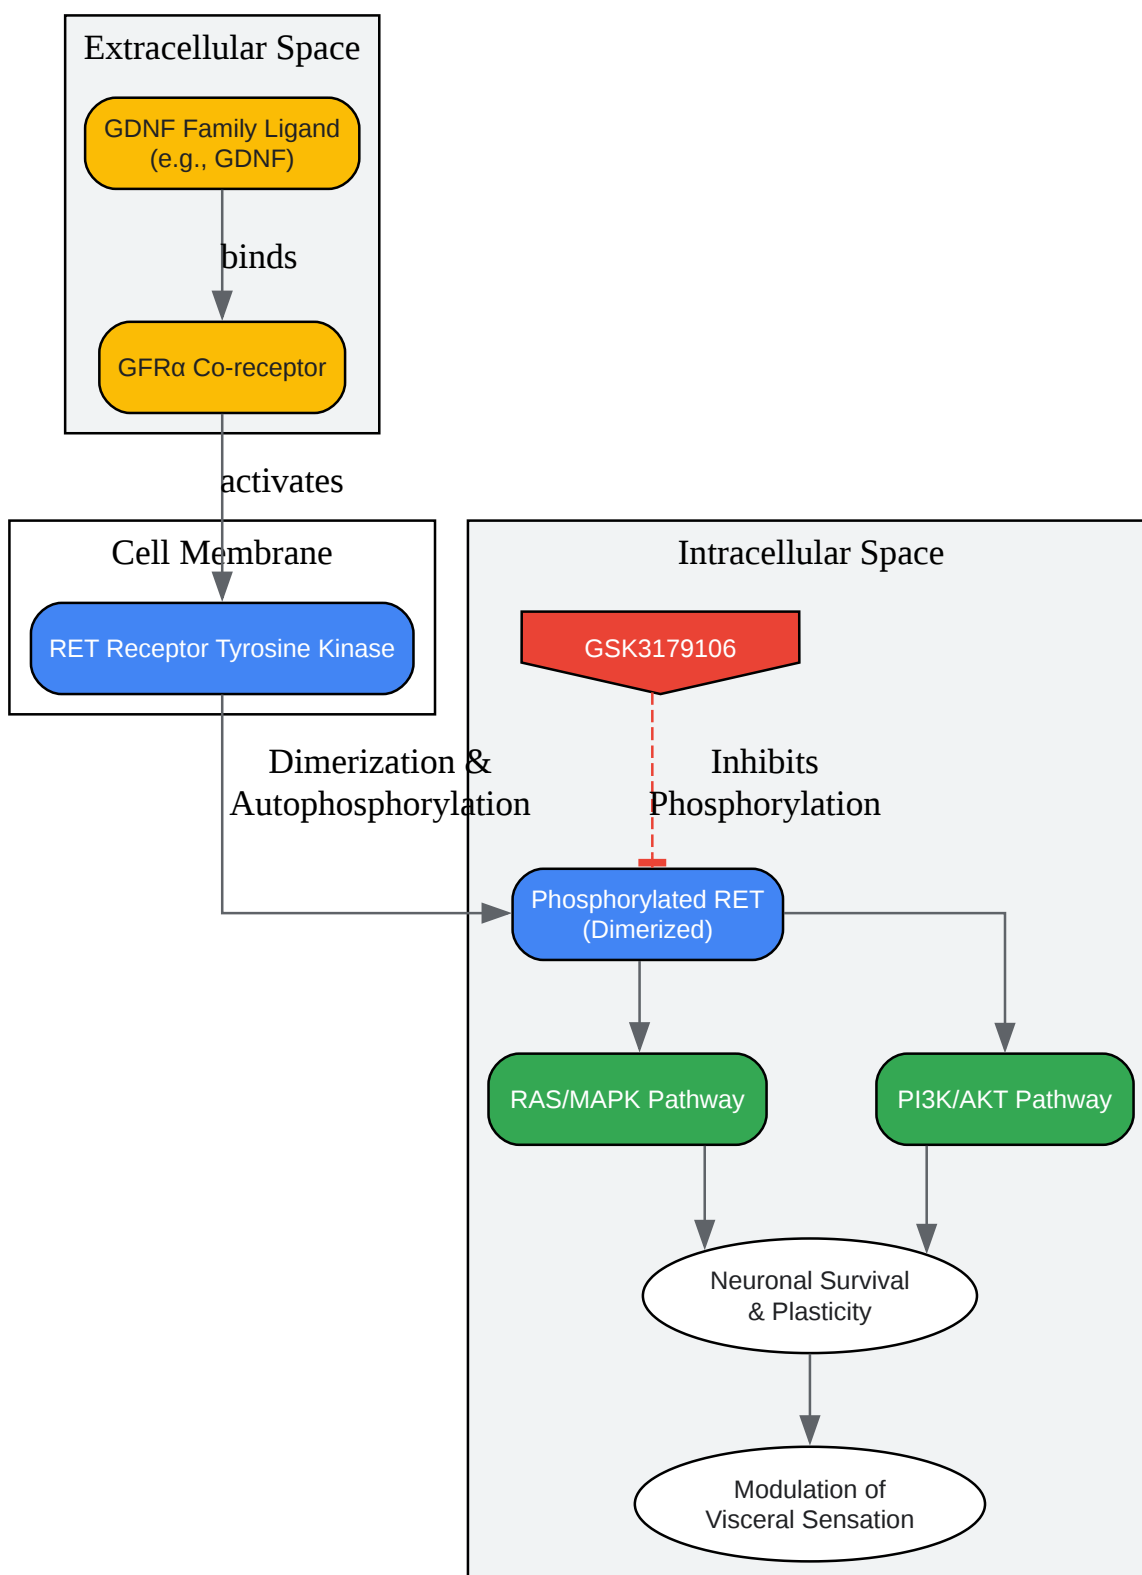 Extracellular Space
GDNF Family Ligand
(e.g., GDNF)
binds
GFRα Co-receptor
activates
Cell Membrane
RET Receptor Tyrosine Kinase
Intracellular Space
GSK3179106
Dimerization &
Autophosphorylation
Inhibits
Phosphorylation
Phosphorylated RET
(Dimerized)
RAS/MAPK Pathway
PI3K/AKT Pathway
Neuronal Survival
& Plasticity
Modulation of
Visceral Sensation